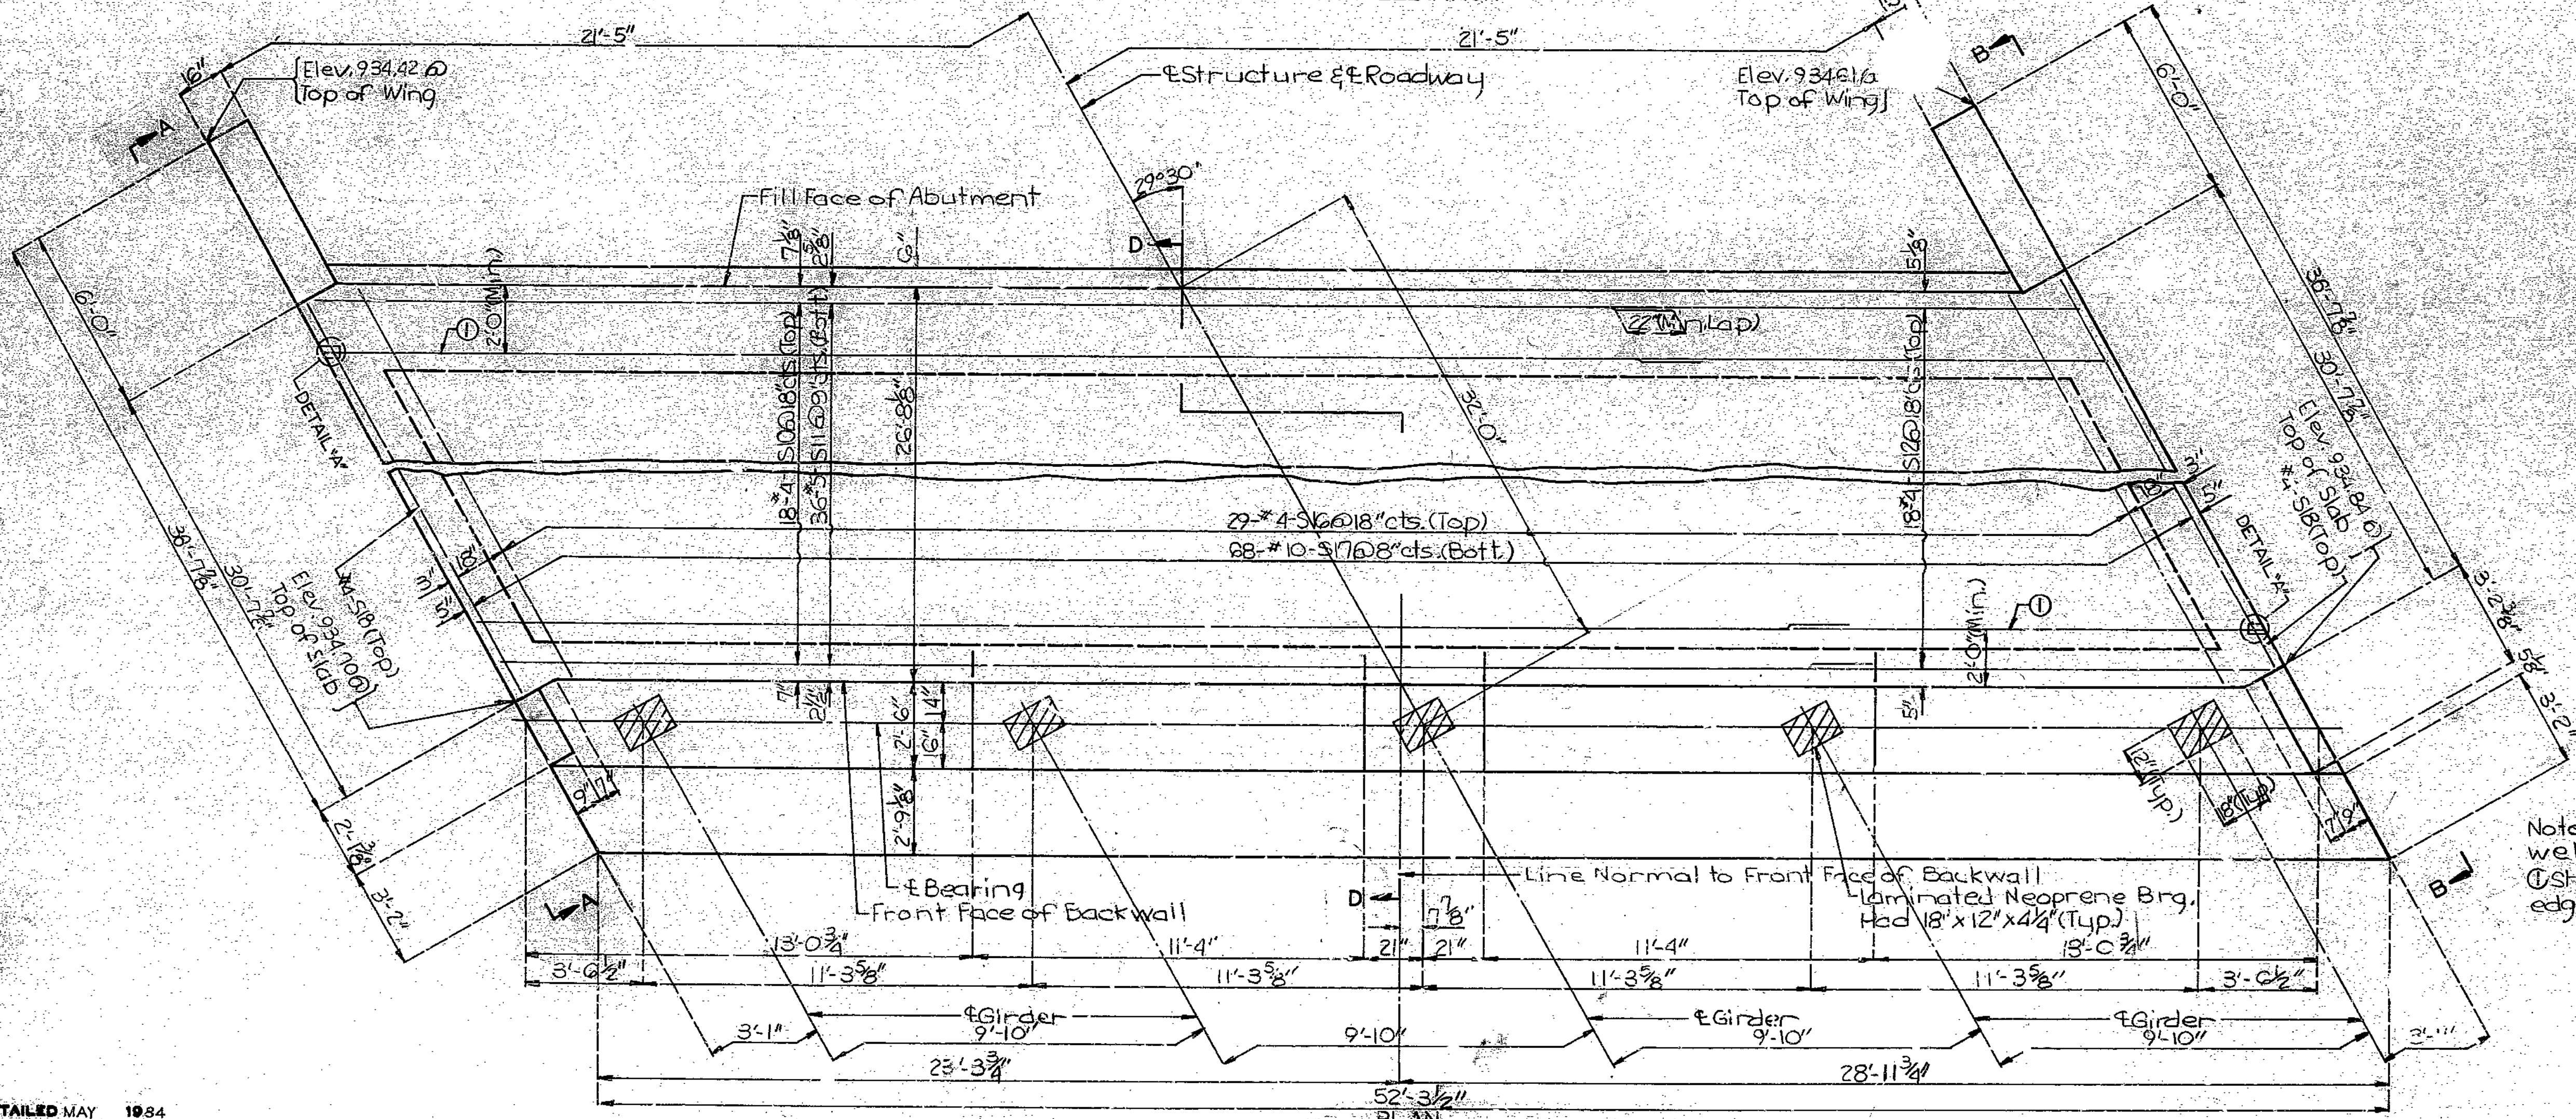 21'-5"
21'-5"
16"
Elev. 934.42 @
Top of Wing
℄ Structure & ℄ Roadway
Top of Wing
B
6'-0"
A
29°30'
Fill Face of Abutment
7⅛"
2⅝"
6"
D
5⅛"
6'-0"
2'-0"(Min.)
①
22"(Min. Lap)
36'-7⅞"
30'-7⅞"
DETAIL "A"
18-#4-S10@18"cts.(Top)
36-#5-S11@9"cts.(Bott.)
26'-8⅛"
32'-0"
18-#4-S12@18"cts.(Top)
Elev. 934.84 @
Top of Slab
#4-S18(Top)
3"
18"
5"
29-#4-S16@18"cts.(Top)
68-#10-S17@8"cts.(Bott.)
DETAIL "A"
36'-7⅞"
30'-7⅞"
18"
3"
5"
#4-S18(Top)
Elev. 934.700@
Top of Slab
2'-0"(Min.)
①
3'-2⅜"
5⅛"
3'-2"
7"
2½"
2'-6"
14"
16"
5"
9"
7"
2'-9⅛"
12"(Typ.)
18"(Typ.)
7"
9"
3'-2"
A
℄ Bearing
Front Face of Backwall
Line Normal to Front Face of Backwall
Laminated Neoprene Brg.
Pad 18"x12"x4¼"(Typ.)
D
7⅞"
B
Note
wel
① Sh
edg
13'-0¾"
11'-4"
21"
21"
11'-4"
13'-0¾"
3'-6½"
11'-3⅝"
11'-3⅝"
11'-3⅝"
11'-3⅝"
3'-6½"
3'-1"
℄ Girder
9'-10"
9'-10"
℄ Girder
9'-10"
℄ Girder
9'-10"
23'-3¾"
28'-11¾"
52'-3½"
PLAN
TAILED MAY 1984